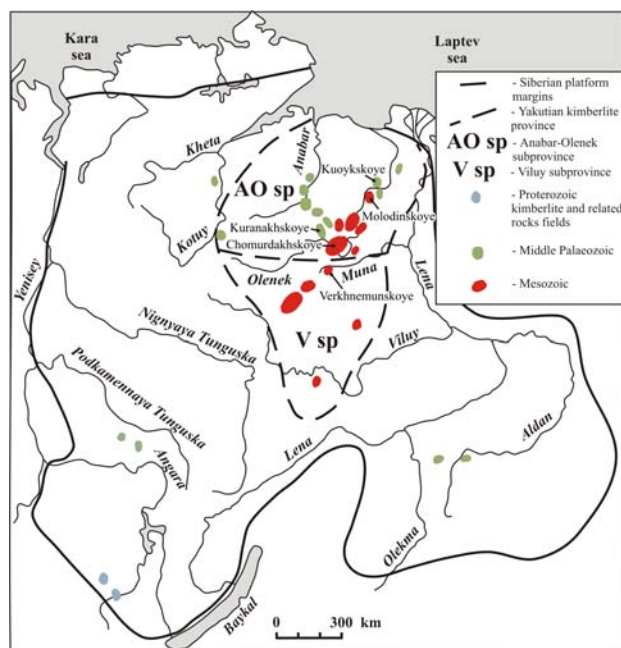 Kara
sea
Laptev
sea
- Siberian platform
margins
- Yakutian kimberlite
province
AO sp - Anabar-Olenek
subprovince
V sp - Viluy subprovince
- Proterozoic
kimberlite and related
rocks fields
- Middle Palaeozoic
- Mesozoic
Kheta
Anabar
Kuoykskoye
AO sp
Molodinskoye
Kuranakhskoye
Kotuy
Chomurdakhskoye
Olenek
Muna
Lena
Yenisey
Verkhnemunskoye
Nignyaya Tunguska
V sp
Viluy
Podkamennaya Tunguska
Angara
Lena
Aldan
Olekma
Baykal
0 300 km